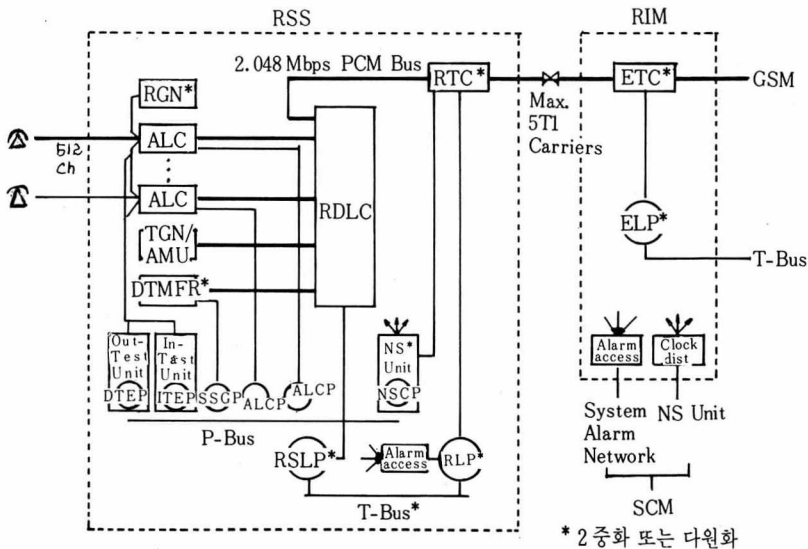 RSS
RIM
2.048 Mbps PCM Bus
RGN*
RTC*
ETC*
GSM
Max.
5T1
Carriers
512
Ch
ALC
ALC
RDLC
TGN/
AMU
DTMFR*
ELP*
T-Bus
Out-
Test
Unit
DTEP
In-
Test
Unit
ITEP
SSGP
ALCP
ALCP
NS*
Unit
NSCP
Alarm
access
Clock
dist
P-Bus
System
Alarm
Network
NS Unit
RSLP*
Alarm
access
RLP*
T-Bus*
SCM
* 2중화 또는 다원화